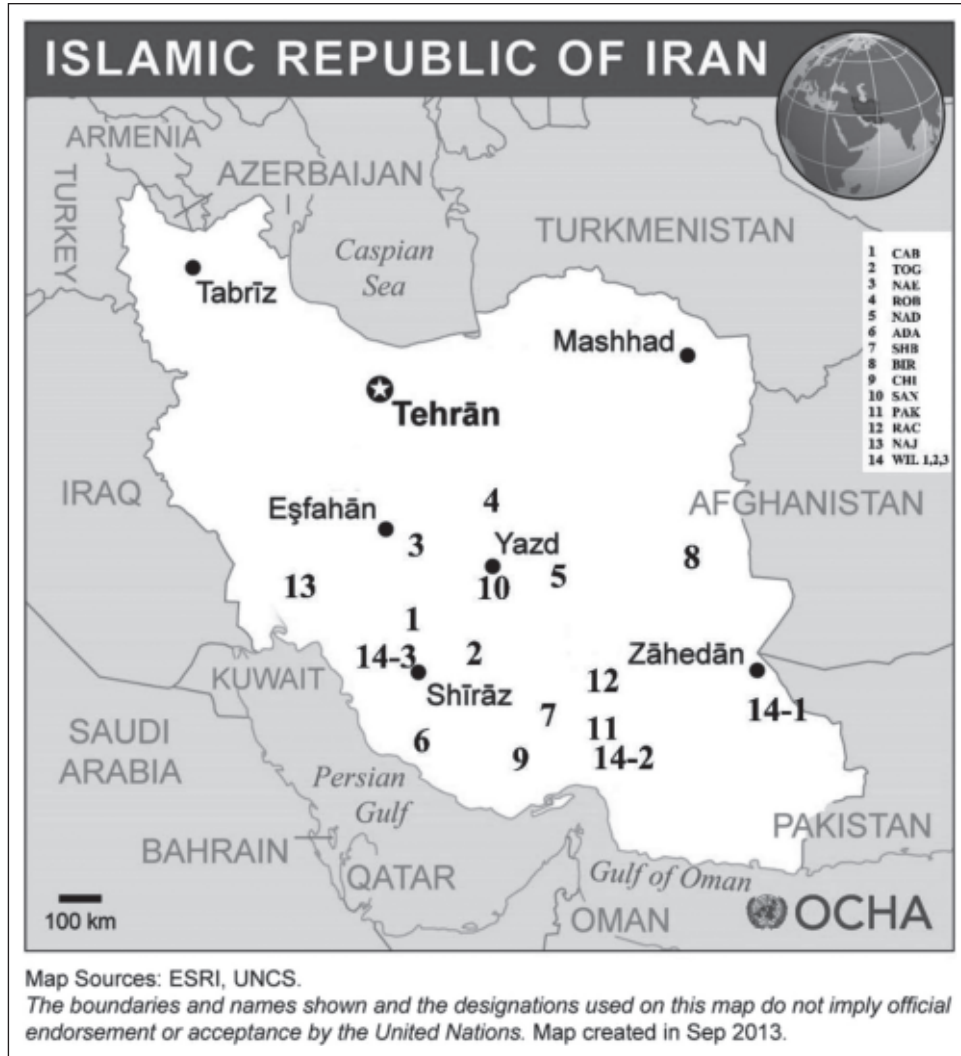 ISLAMIC REPUBLIC OF IRAN
ARMENIA
AZERBAIJAN
TURKEY
Caspian
Sea
TURKMENISTAN
Tabrīz
Mashhad
Tehrān
1 CAB
2 TOG
3 NAE
4 ROB
5 NAD
6 ADA
7 SHB
8 BIR
9 CHI
10 SAN
11 PAK
12 RAC
13 NAJ
14 WIL 1,2,3
IRAQ
AFGHANISTAN
Eşfahān
4
3
Yazd
5
8
13
10
1
14-3
2
Zāhedān
KUWAIT
Shīrāz
12
14-1
7
11
SAUDI
ARABIA
6
9
14-2
Persian
Gulf
BAHRAIN
QATAR
PAKISTAN
Gulf of Oman
OMAN
OCHA
100 km
Map Sources: ESRI, UNCS.
The boundaries and names shown and the designations used on this map do not imply official
endorsement or acceptance by the United Nations. Map created in Sep 2013.